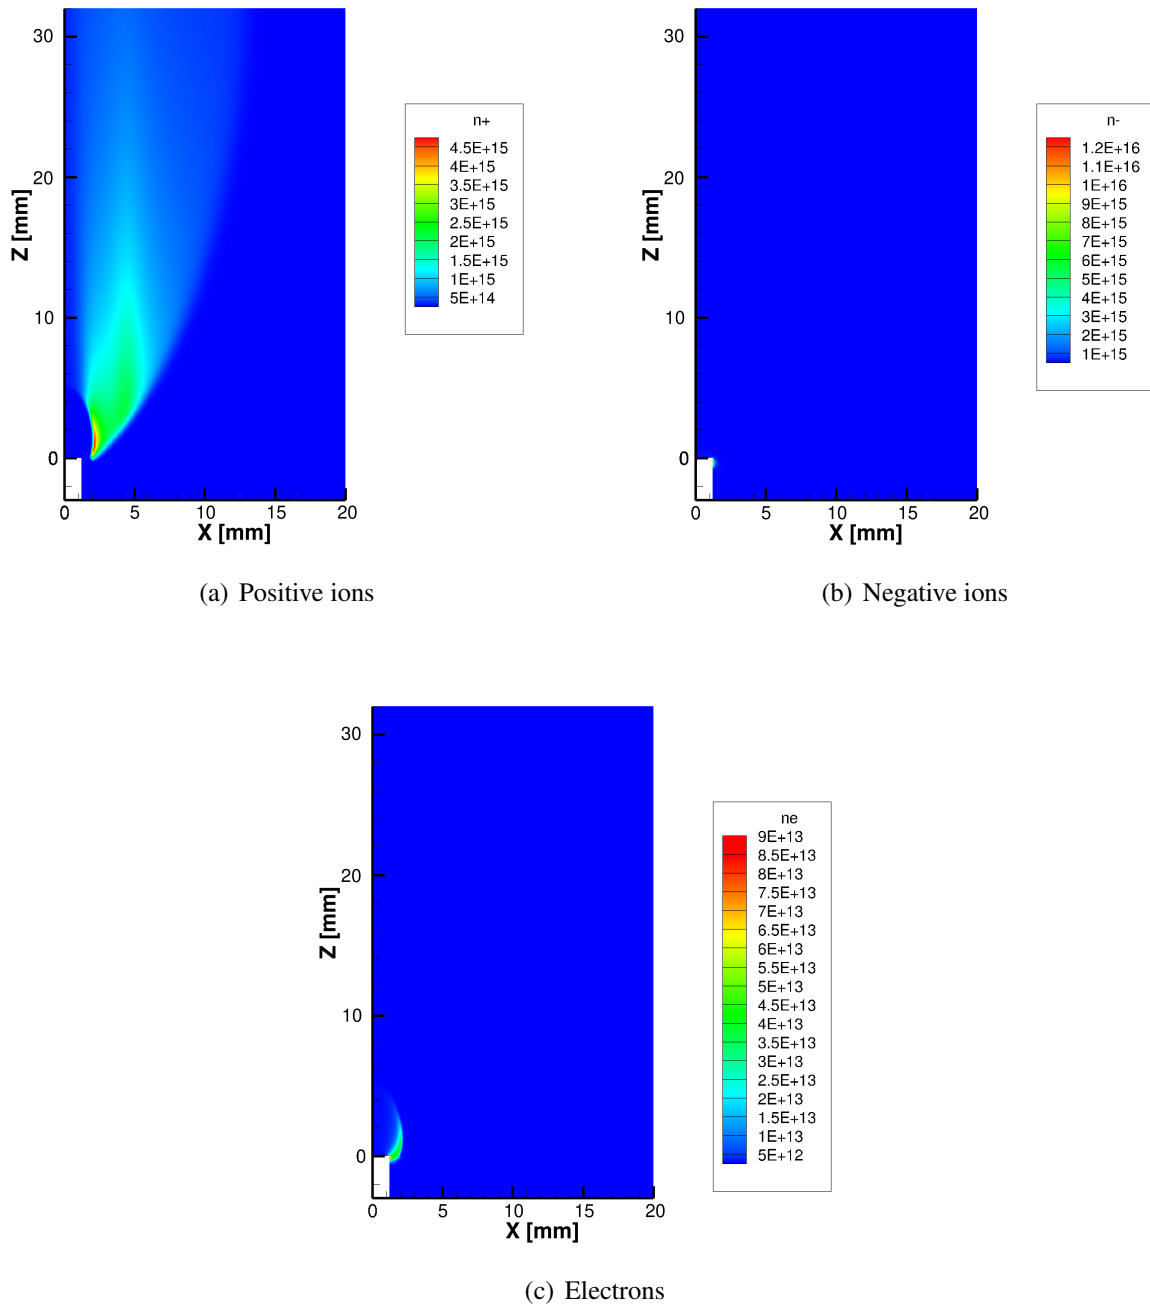 30
20
10
0
Z [mm]
0 5 10 15 20
X [mm]
n+
4.5E+15
4E+15
3.5E+15
3E+15
2.5E+15
2E+15
1.5E+15
1E+15
5E+14
(a) Positive ions
30
20
10
0
Z [mm]
0 5 10 15 20
X [mm]
n-
1.2E+16
1.1E+16
1E+16
9E+15
8E+15
7E+15
6E+15
5E+15
4E+15
3E+15
2E+15
1E+15
(b) Negative ions
30
20
10
0
Z [mm]
0 5 10 15 20
X [mm]
ne
9E+13
8.5E+13
8E+13
7.5E+13
7E+13
6.5E+13
6E+13
5.5E+13
5E+13
4.5E+13
4E+13
3.5E+13
3E+13
2.5E+13
2E+13
1.5E+13
1E+13
5E+12
(c) Electrons